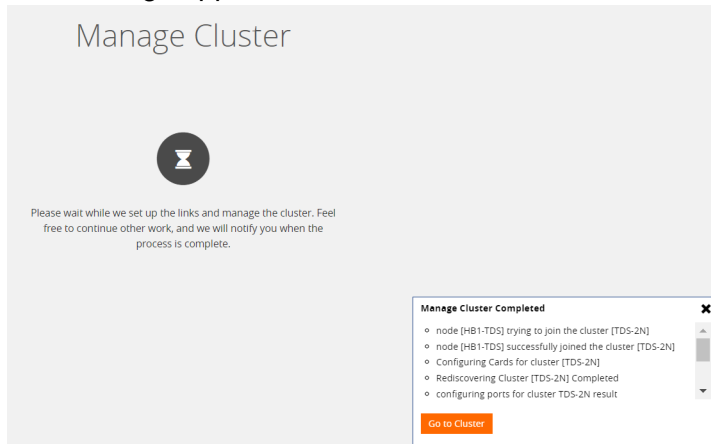 Manage Cluster
Please wait while we set up the links and manage the cluster. Feel
free to continue other work, and we will notify you when the
process is complete.
Manage Cluster Completed
node [HB1-TDS] trying to join the cluster [TDS-2N]
node [HB1-TDS] successfully joined the cluster [TDS-2N]
Configuring Cards for cluster [TDS-2N]
Rediscovering Cluster [TDS-2N] Completed
configuring ports for cluster TDS-2N result
Go to Cluster